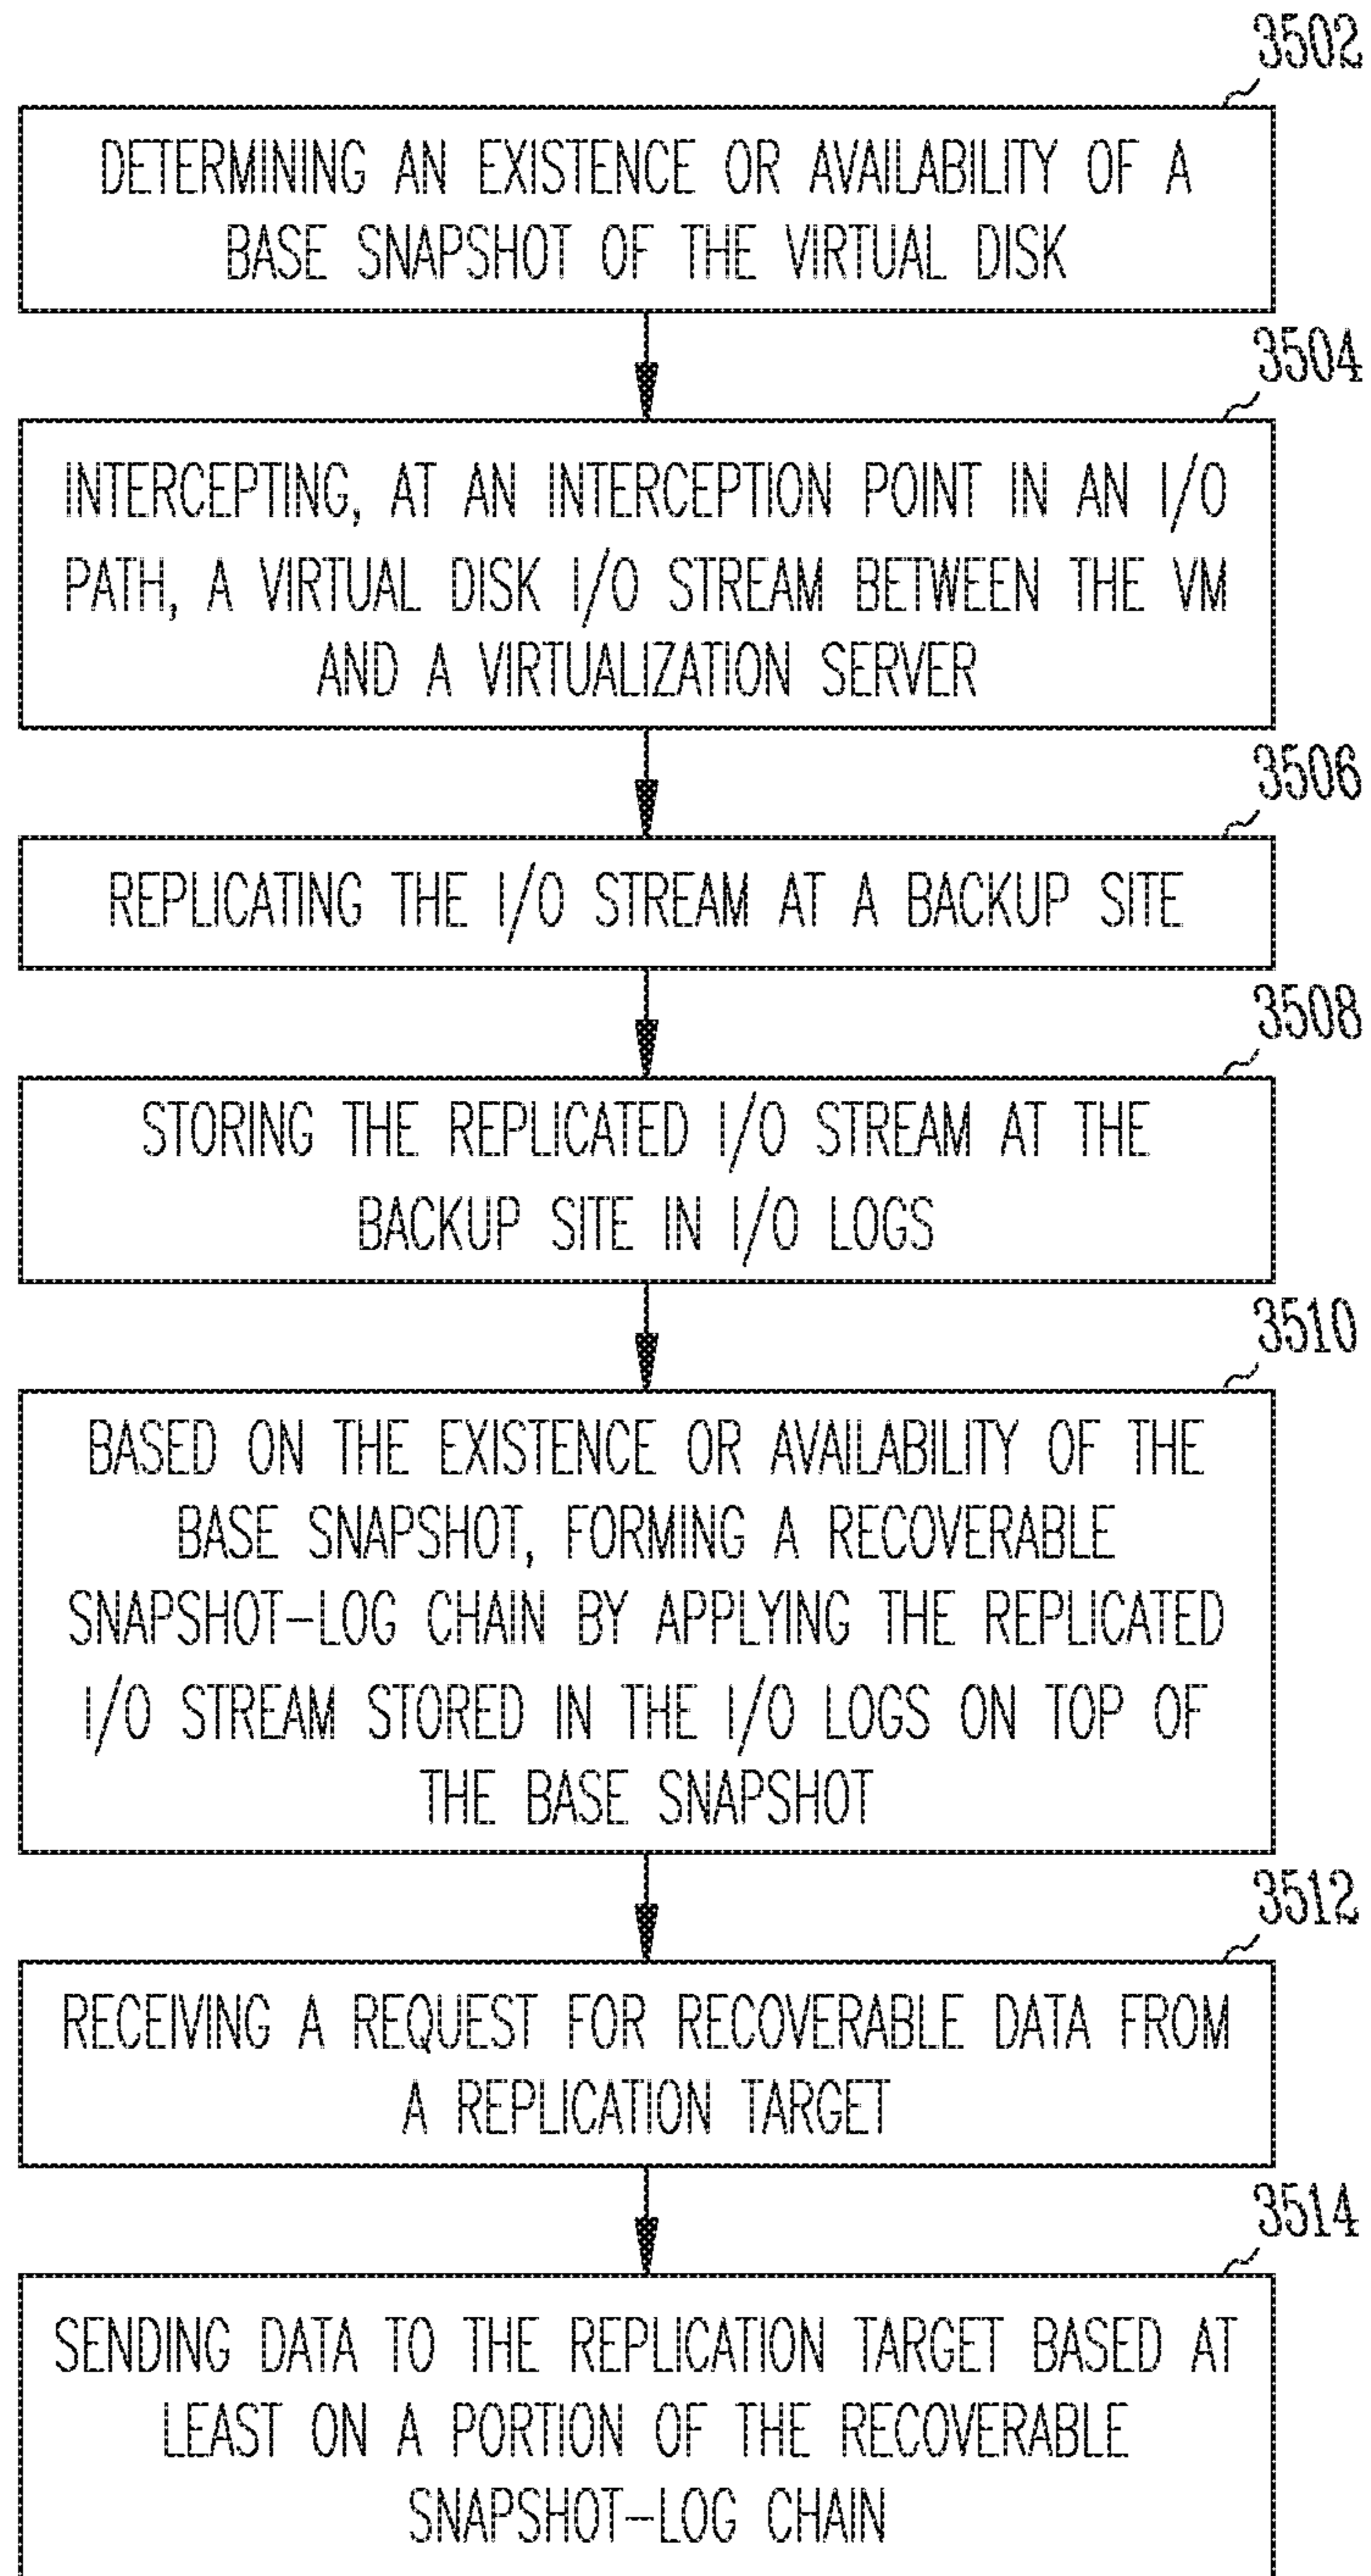 3502
DETERMINING AN EXISTENCE OR AVAILABILITY OF A
BASE SNAPSHOT OF THE VIRTUAL DISK
3504
INTERCEPTING, AT AN INTERCEPTION POINT IN AN I/O
PATH, A VIRTUAL DISK I/O STREAM BETWEEN THE VM
AND A VIRTUALIZATION SERVER
3506
REPLICATING THE I/O STREAM AT A BACKUP SITE
3508
STORING THE REPLICATED I/O STREAM AT THE
BACKUP SITE IN I/O LOGS
3510
BASED ON THE EXISTENCE OR AVAILABILITY OF THE
BASE SNAPSHOT, FORMING A RECOVERABLE
SNAPSHOT-LOG CHAIN BY APPLYING THE REPLICATED
I/O STREAM STORED IN THE I/O LOGS ON TOP OF
THE BASE SNAPSHOT
3512
RECEIVING A REQUEST FOR RECOVERABLE DATA FROM
A REPLICATION TARGET
3514
SENDING DATA TO THE REPLICATION TARGET BASED AT
LEAST ON A PORTION OF THE RECOVERABLE
SNAPSHOT-LOG CHAIN